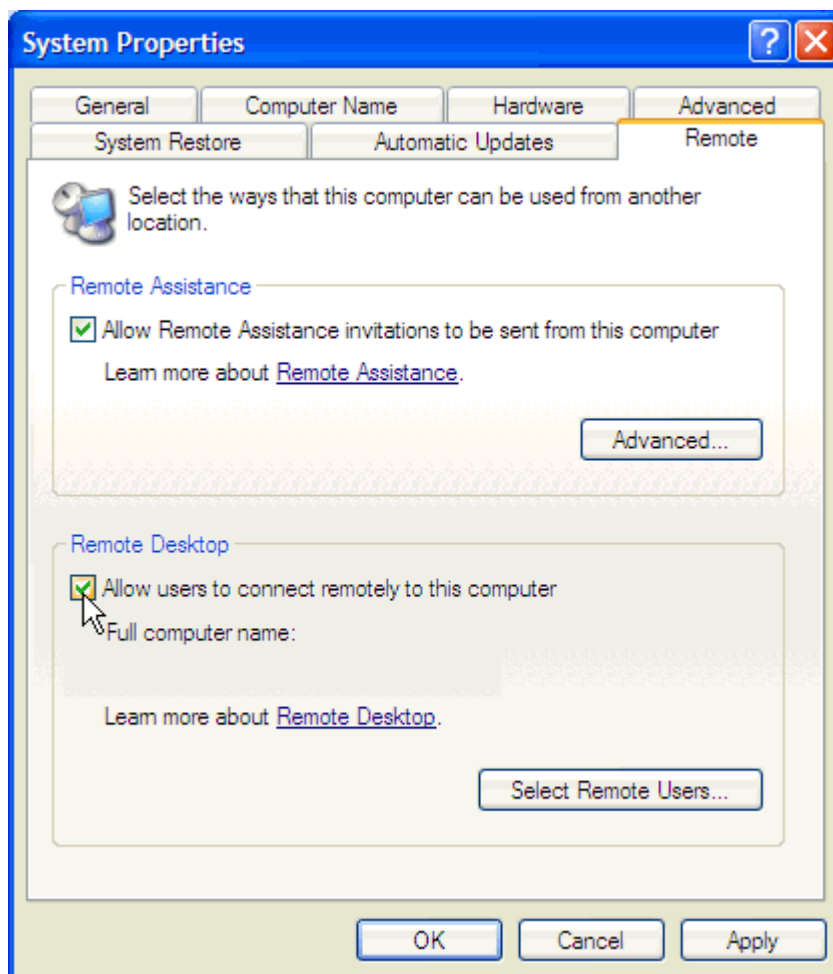 System Properties
General Computer Name Hardware Advanced
System Restore Automatic Updates Remote
Select the ways that this computer can be used from another
location.
Remote Assistance
Allow Remote Assistance invitations to be sent from this computer
Learn more about Remote Assistance.
Advanced...
Remote Desktop
Allow users to connect remotely to this computer
Full computer name:
Learn more about Remote Desktop.
Select Remote Users...
OK Cancel Apply